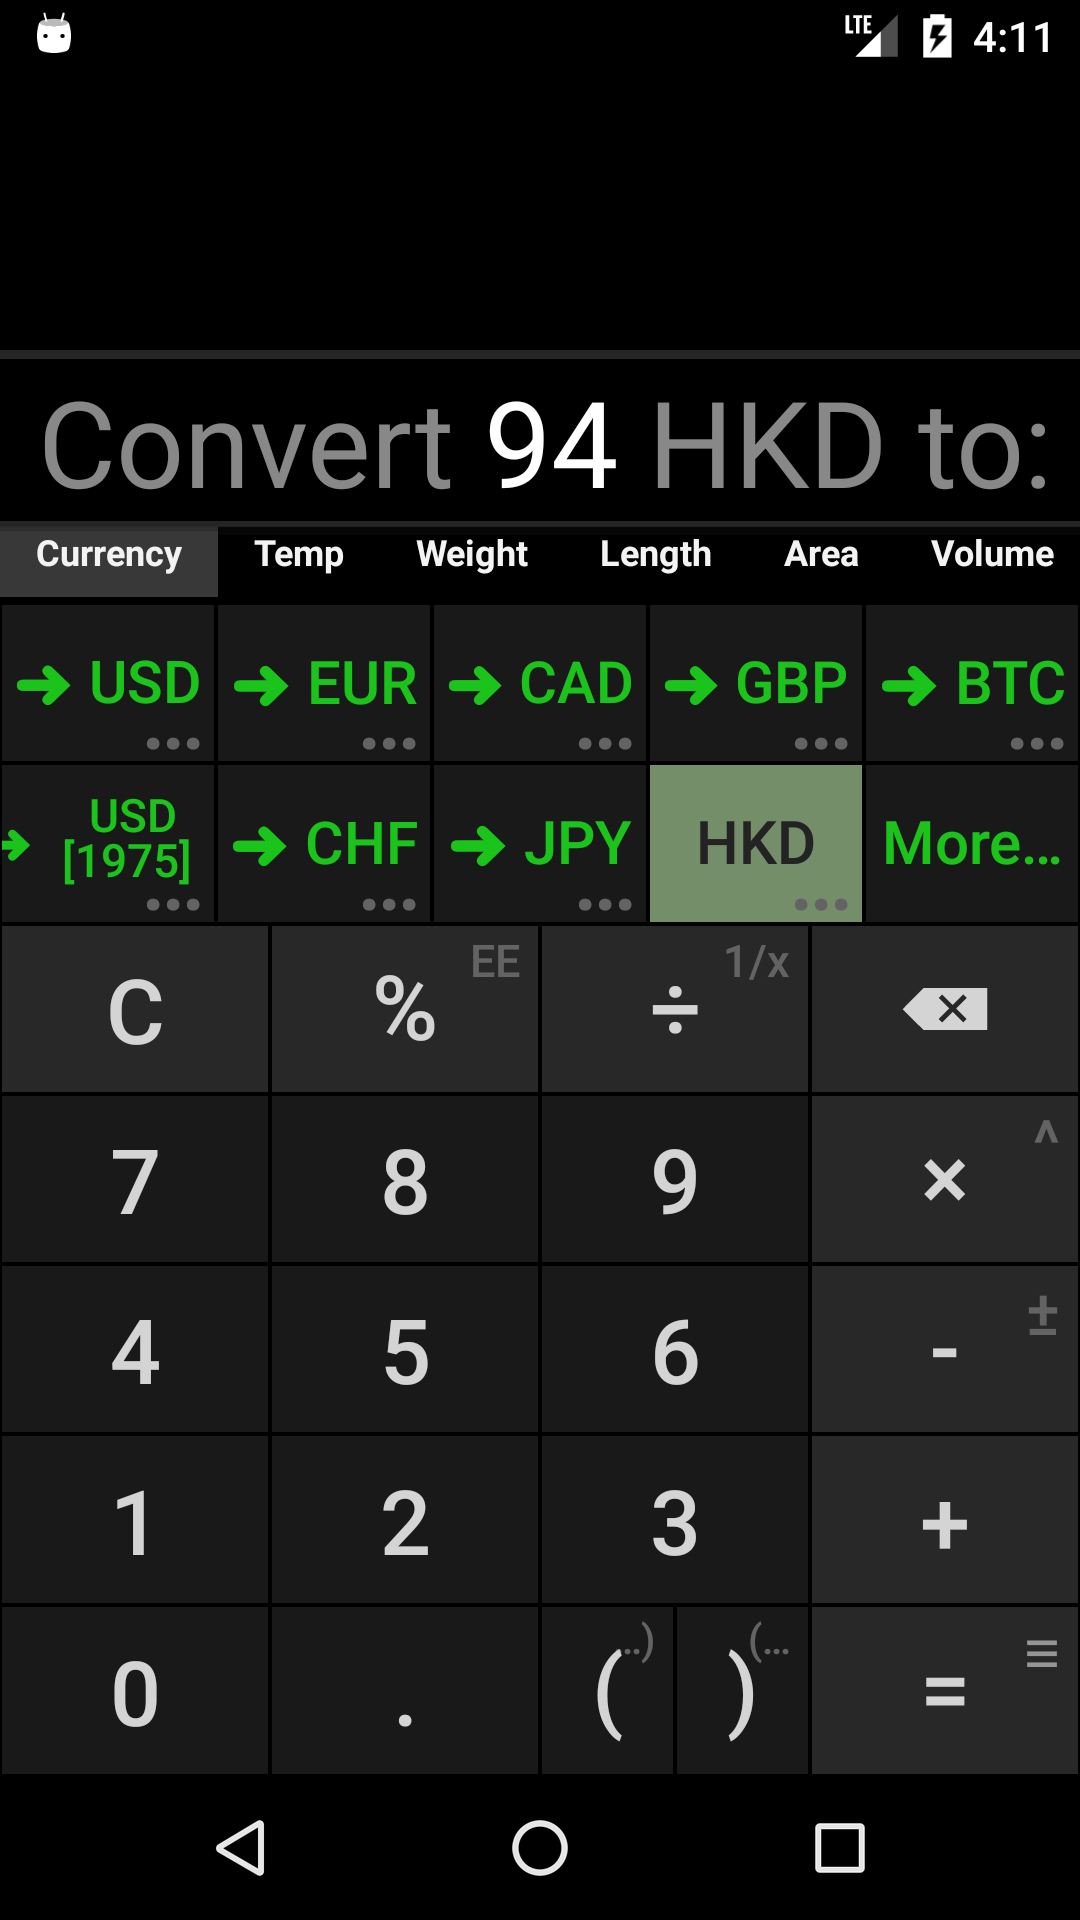 LTE 4:11
Convert 94 HKD to:
Currency Temp Weight Length Area Volume
USD EUR CAD GBP BTC
USD [1975] CHF JPY HKD More...
C % EE ÷ 1/x
7 8 9 × ^
4 5 6 - ±
1 2 3 +
0 . ( ..) ) (... =